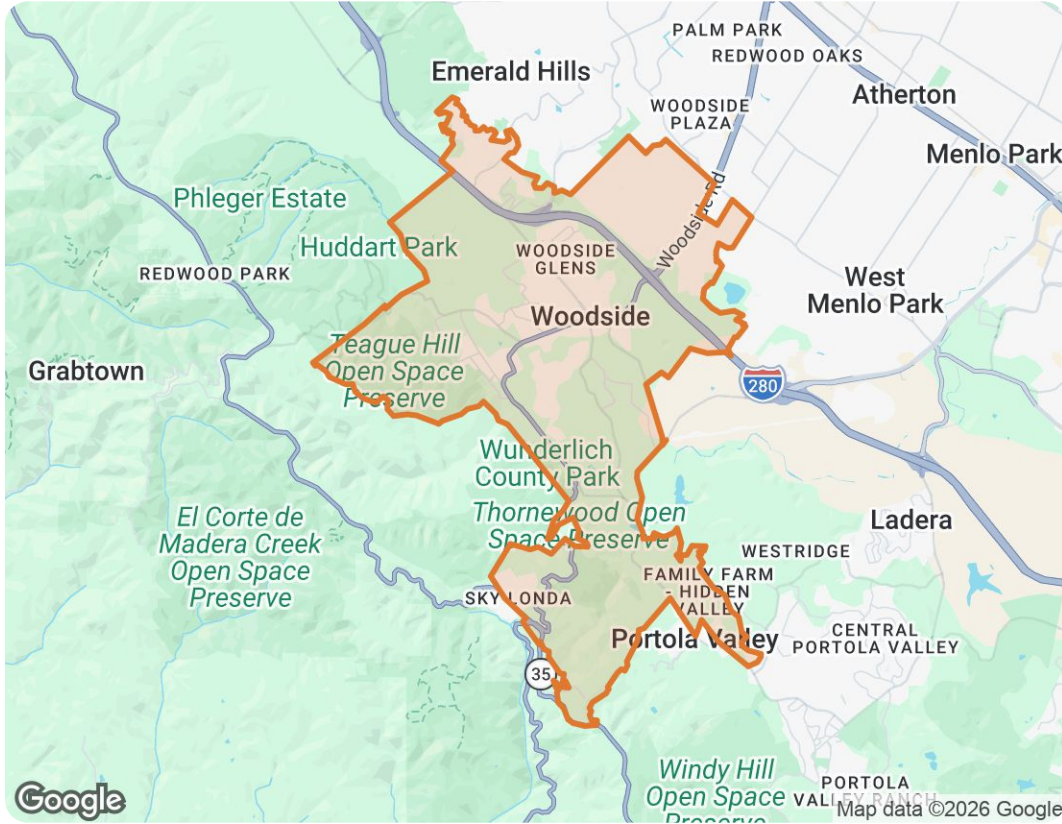 PALM PARK
REDWOOD OAKS
Emerald Hills
Atherton
WOODSIDE
PLAZA
Menlo Park
Phleger Estate
Woodside Rd
Huddart Park
WOODSIDE
GLENS
REDWOOD PARK
West
Menlo Park
Woodside
Teague Hill
Open Space
Preserve
Grabtown
280
Wunderlich
County Park
Thornewood Open
Space Preserve
El Corte de
Madera Creek
Open Space
Preserve
Ladera
WESTRIDGE
FAMILY FARM
- HIDDEN
VALLEY
SKY LONDA
Portola Valley
CENTRAL
PORTOLA VALLEY
35
Windy Hill
Open Space
Preserve
PORTOLA
VALLEY RANCH
Google
Map data ©2026 Google